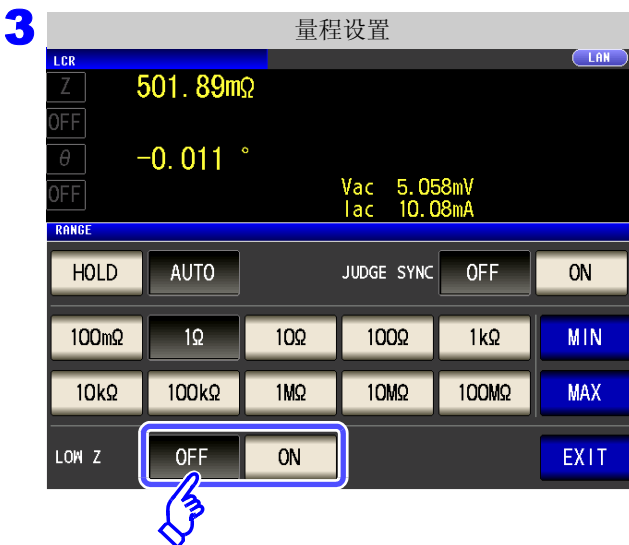 3
量程设置
LCR LAN
Z 501.89mΩ
OFF
θ -0.011 °
OFF Vac 5.058mV
Iac 10.08mA
RANGE
HOLD AUTO JUDGE SYNC OFF ON
100mΩ 1Ω 10Ω 100Ω 1kΩ MIN
10kΩ 100kΩ 1MΩ 10MΩ 100MΩ MAX
LOW Z OFF ON EXIT